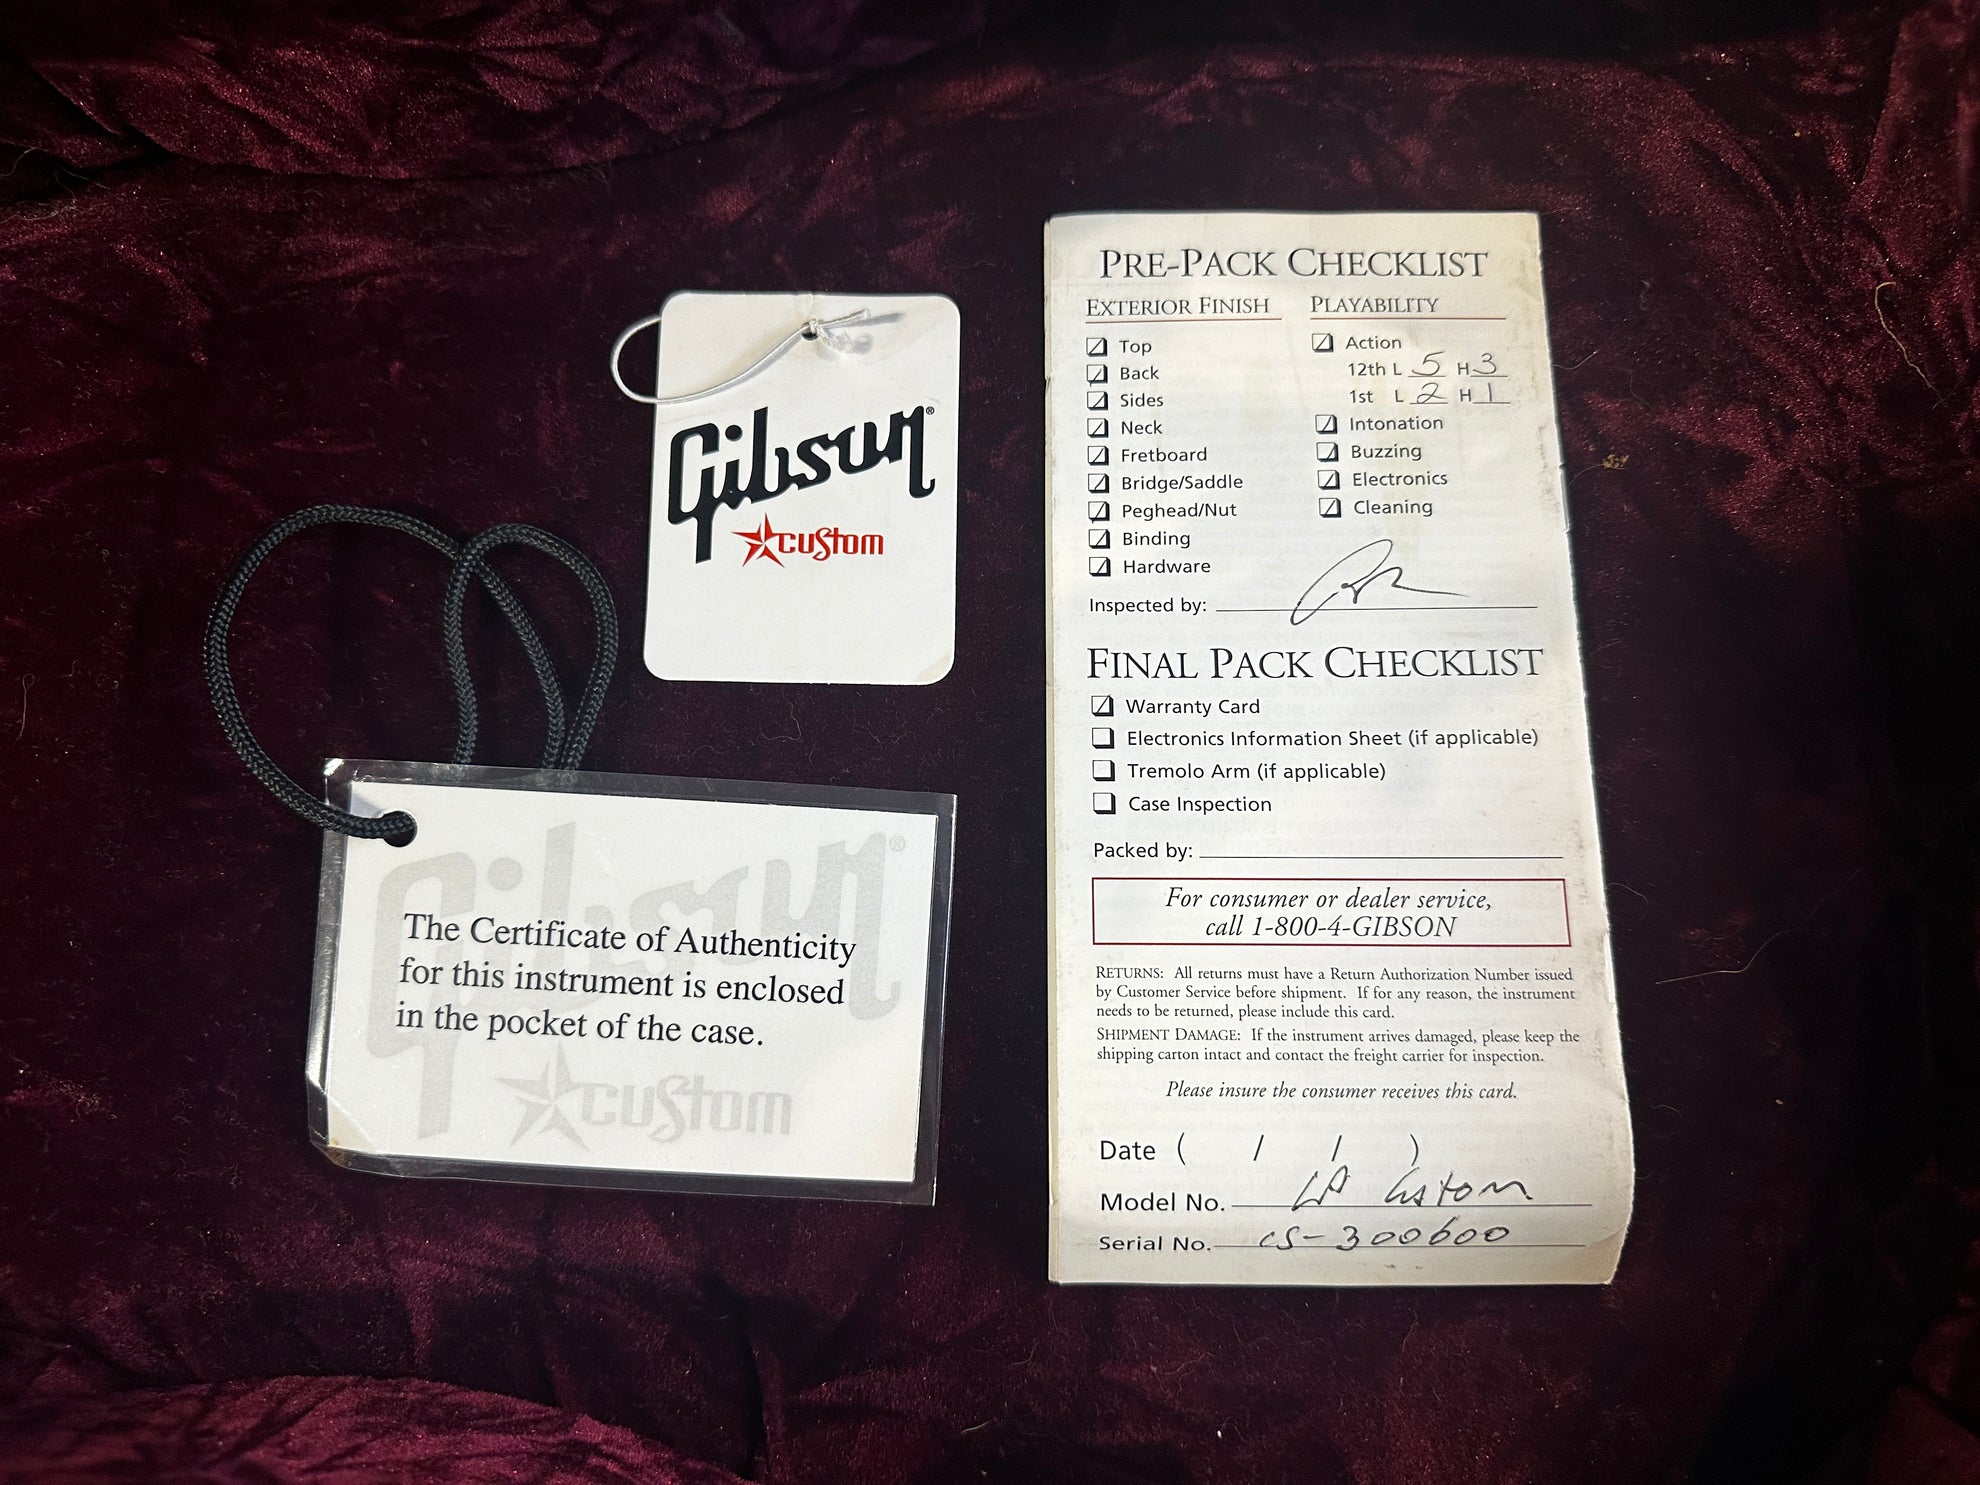 Gibson®
custom
Gibson®
The Certificate of Authenticity
for this instrument is enclosed
in the pocket of the case.
custom
PRE-PACK CHECKLIST
EXTERIOR FINISH
Top
Back
Sides
Neck
Fretboard
Bridge/Saddle
Peghead/Nut
Binding
Hardware
PLAYABILITY
Action
12th L 5 H 3
1st L 2 H 1
Intonation
Buzzing
Electronics
Cleaning
Inspected by:
FINAL PACK CHECKLIST
Warranty Card
Electronics Information Sheet (if applicable)
Tremolo Arm (if applicable)
Case Inspection
Packed by:
For consumer or dealer service,
call 1-800-4-GIBSON
RETURNS: All returns must have a Return Authorization Number issued
by Customer Service before shipment. If for any reason, the instrument
needs to be returned, please include this card.
SHIPMENT DAMAGE: If the instrument arrives damaged, please keep the
shipping carton intact and contact the freight carrier for inspection.
Please insure the consumer receives this card.
Date ( / / )
Model No. LP Custom
Serial No. CS-300600